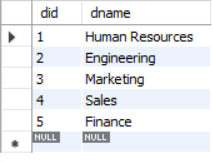 did dname
1 Human Resources
2 Engineering
3 Marketing
4 Sales
5 Finance
NULL NULL